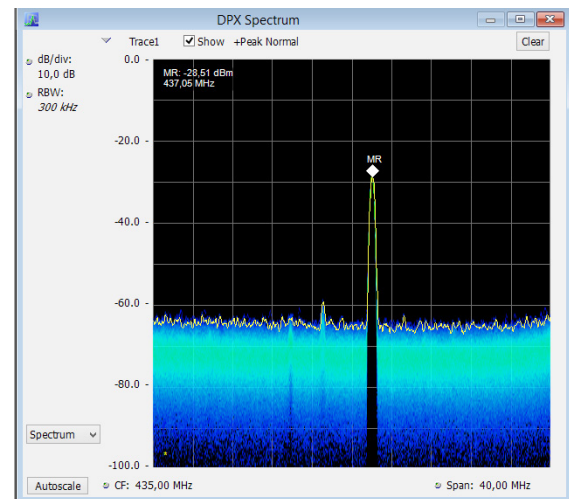 DPX Spectrum
Trace1 Show +Peak Normal Clear
dB/div:
10,0 dB
RBW:
300 kHz
0.0
MR: -28,51 dBm
437,05 MHz
-20.0
MR
-40.0
-60.0
-80.0
Spectrum
-100.0
Autoscale CF: 435,00 MHz Span: 40,00 MHz